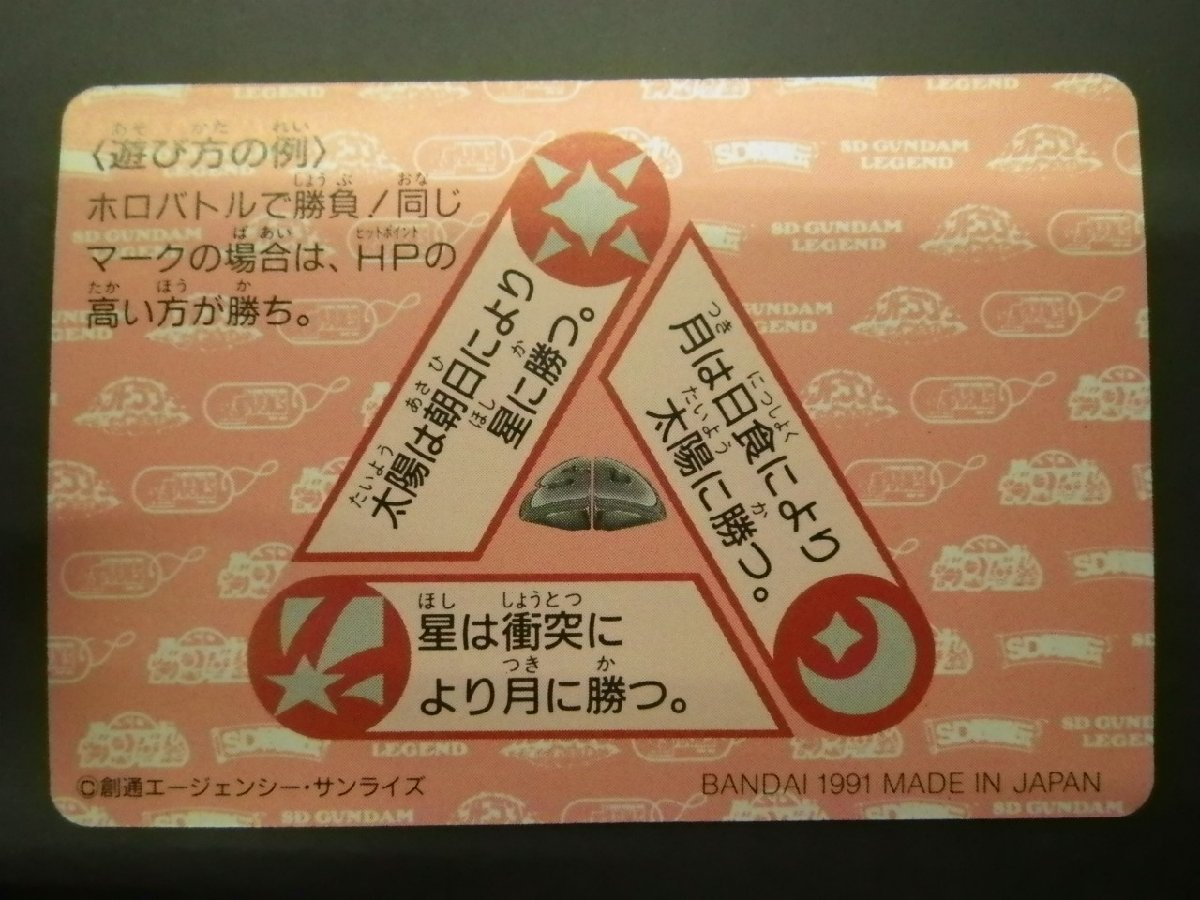 〈遊び方の例〉
ホロバトルで勝負!同じ
マークの場合は、HPの
高い方が勝ち。
太陽は朝日により
星に勝つ。
月は日食により
太陽に勝つ。
星は衝突に
より月に勝つ。
©創通エージェンシー・サンライズ
BANDAI 1991 MADE IN JAPAN
SD GUNDAM
LEGEND